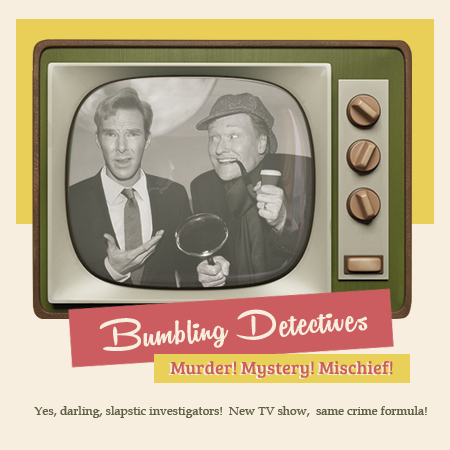 Bumbling Detectives
Murder! Mystery! Mischief!
Yes, darling, slapstic investigators!  New TV show,  same crime formula!